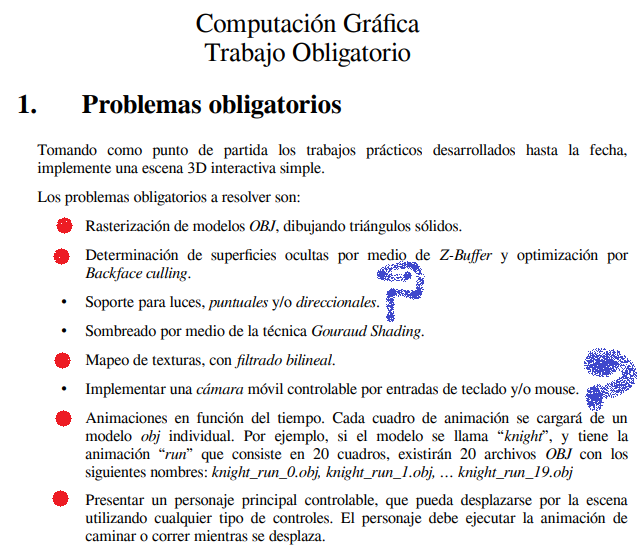 Computación Gráfica
Trabajo Obligatorio
1. Problemas obligatorios
Tomando como punto de partida los trabajos prácticos desarrollados hasta la fecha,
implemente una escena 3D interactiva simple.
Los problemas obligatorios a resolver son:
Rasterización de modelos OBJ, dibujando triángulos sólidos.
Determinación de superficies ocultas por medio de Z-Buffer y optimización por
Backface culling.
• Soporte para luces, puntuales y/o direccionales.
?
• Sombreado por medio de la técnica Gouraud Shading.
Mapeo de texturas, con filtrado bilineal.
• Implementar una cámara móvil controlable por entradas de teclado y/o mouse.
?
Animaciones en función del tiempo. Cada cuadro de animación se cargará de un
modelo obj individual. Por ejemplo, si el modelo se llama “knight”, y tiene la
animación “run” que consiste en 20 cuadros, existirán 20 archivos OBJ con los
siguientes nombres: knight_run_0.obj, knight_run_1.obj, … knight_run_19.obj
Presentar un personaje principal controlable, que pueda desplazarse por la escena
utilizando cualquier tipo de controles. El personaje debe ejecutar la animación de
caminar o correr mientras se desplaza.